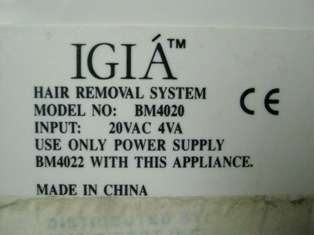 IGIÁ™
HAIR REMOVAL SYSTEM
MODEL NO: BM4020
INPUT: 20VAC 4VA
USE ONLY POWER SUPPLY
BM4022 WITH THIS APPLIANCE.
MADE IN CHINA
CE